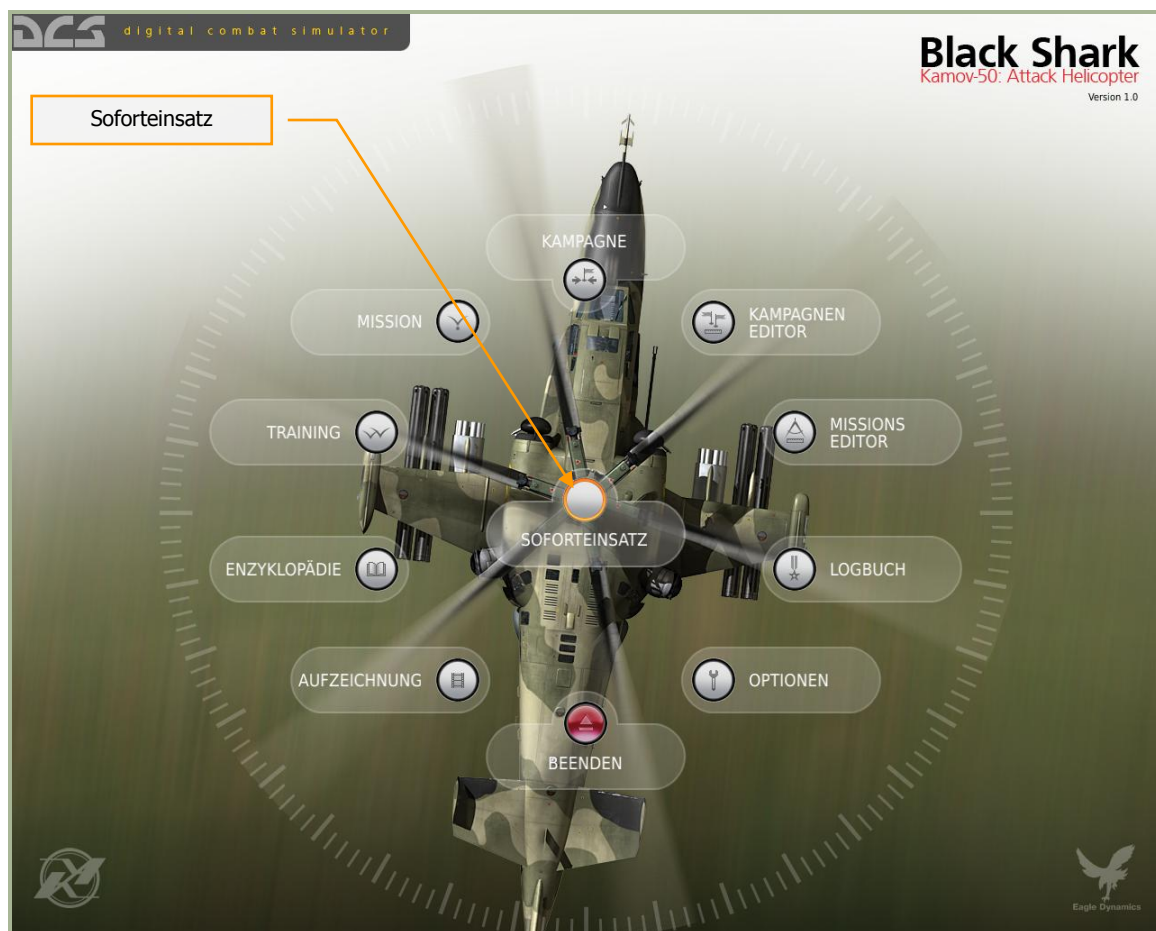 DCS digital combat simulator
Black Shark
Kamov-50: Attack Helicopter
Version 1.0
Soforteinsatz
KAMPAGNE
MISSION
KAMPAGNEN
EDITOR
TRAINING
MISSIONS
EDITOR
SOFORTEINSATZ
ENZYKLOPÄDIE
LOGBUCH
AUFZEICHNUNG
OPTIONEN
BEENDEN
Eagle Dynamics